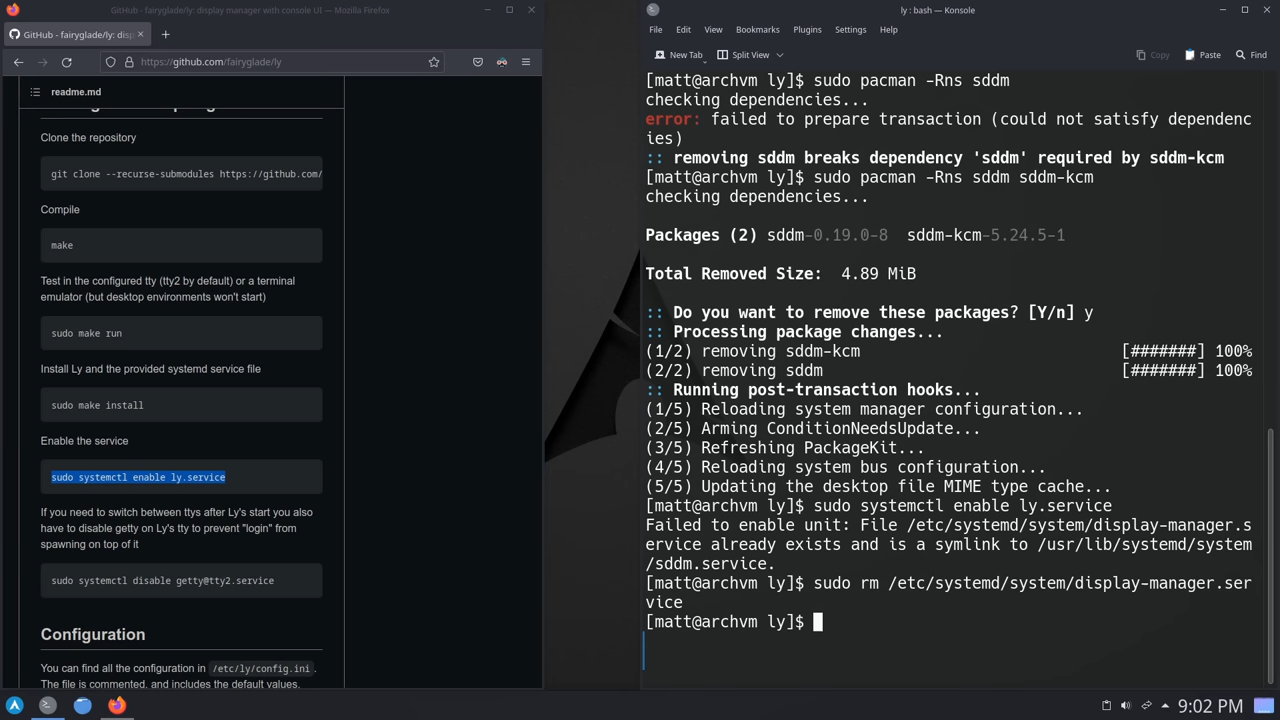 GitHub - fairyglade/ly: display manager with console UI — Mozilla Firefox
GitHub - fairyglade/ly: disp
https://github.com/fairyglade/ly
readme.md
Clone the repository
git clone --recurse-submodules https://github.com/
Compile
make
Test in the configured tty (tty2 by default) or a terminal
emulator (but desktop environments won't start)
sudo make run
Install Ly and the provided systemd service file
sudo make install
Enable the service
sudo systemctl enable ly.service
If you need to switch between ttys after Ly's start you also
have to disable getty on Ly's tty to prevent "login" from
spawning on top of it
sudo systemctl disable getty@tty2.service
Configuration
You can find all the configuration in /etc/ly/config.ini .
The file is commented, and includes the default values.
ly : bash — Konsole
File Edit View Bookmarks Plugins Settings Help
New Tab Split View Copy Paste Find
[matt@archvm ly]$ sudo pacman -Rns sddm
checking dependencies...
error: failed to prepare transaction (could not satisfy dependenc
ies)
:: removing sddm breaks dependency 'sddm' required by sddm-kcm
[matt@archvm ly]$ sudo pacman -Rns sddm sddm-kcm
checking dependencies...
Packages (2) sddm-0.19.0-8  sddm-kcm-5.24.5-1
Total Removed Size:  4.89 MiB
:: Do you want to remove these packages? [Y/n] y
:: Processing package changes...
(1/2) removing sddm-kcm [#######] 100%
(2/2) removing sddm [#######] 100%
:: Running post-transaction hooks...
(1/5) Reloading system manager configuration...
(2/5) Arming ConditionNeedsUpdate...
(3/5) Refreshing PackageKit...
(4/5) Reloading system bus configuration...
(5/5) Updating the desktop file MIME type cache...
[matt@archvm ly]$ sudo systemctl enable ly.service
Failed to enable unit: File /etc/systemd/system/display-manager.s
ervice already exists and is a symlink to /usr/lib/systemd/system
/sddm.service.
[matt@archvm ly]$ sudo rm /etc/systemd/system/display-manager.ser
vice
[matt@archvm ly]$
9:02 PM